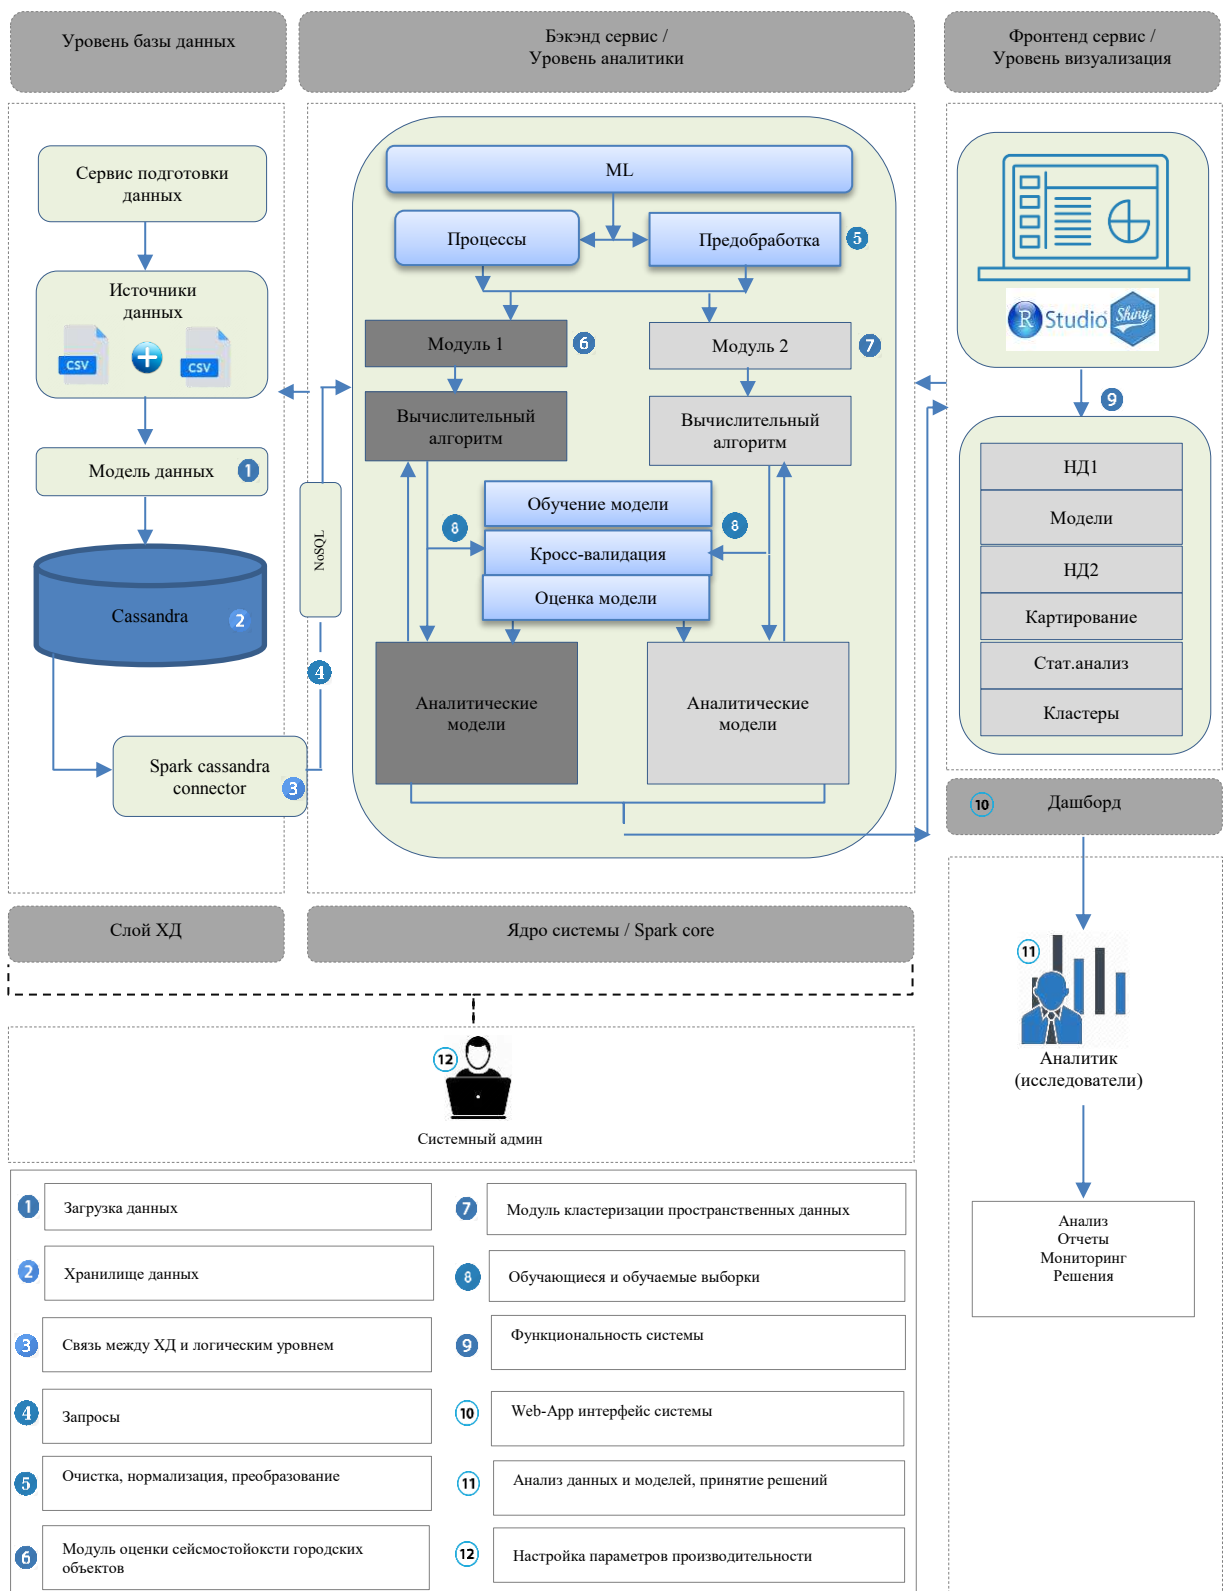 Уровень базы данных
Бэкэнд сервис /
Уровень аналитики
Фронтенд сервис /
Уровень визуализация
Сервис подготовки
данных
Источники
данных
CSV
CSV
Модель данных
1
Cassandra
2
Spark cassandra
connector
3
NoSQL
4
ML
Процессы
Предобработка
5
Модуль 1
6
Модуль 2
7
Вычислительный
алгоритм
Вычислительный
алгоритм
Обучение модели
8
8
Кросс-валидация
Оценка модели
Аналитические
модели
Аналитические
модели
R Studio
Shiny
9
НД1
Модели
НД2
Картирование
Стат.анализ
Кластеры
10
Дашборд
Слой ХД
Ядро системы / Spark core
11
Аналитик
(исследователи)
12
Системный админ
Анализ
Отчеты
Мониторинг
Решения
1
Загрузка данных
2
Хранилище данных
3
Связь между ХД и логическим уровнем
4
Запросы
5
Очистка, нормализация, преобразование
6
Модуль оценки сейсмостойоксти городских
объектов
7
Модуль кластеризации пространственных данных
8
Обучающиеся и обучаемые выборки
9
Функциональность системы
10
Web-App интерфейс системы
11
Анализ данных и моделей, принятие решений
12
Настройка параметров производительности